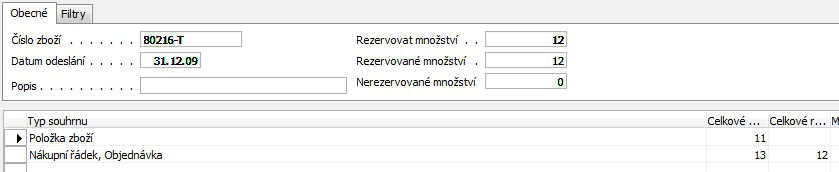 Obecné Filtry
Číslo zboží . . . . . . . 80216-T Rezervovat množství . . 12
Datum odeslání . . . . . 31.12.09 Rezervované množství . 12
Popis . . . . . . . . . . Nerezervované množství 0
Typ souhrnu Celkové ... Celkové r... M
Položka zboží 11
Nákupní řádek, Objednávka 13 12